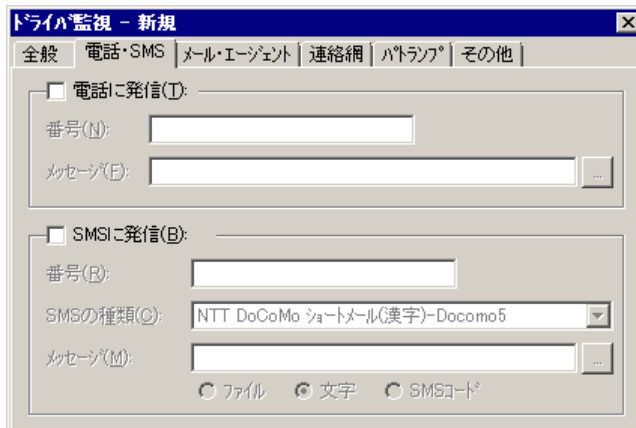 ﾄﾞﾗｲﾊﾞ監視 - 新規
全般 電話･SMS ﾒｰﾙ･ｴｰｼﾞｪﾝﾄ 連絡網 ﾊﾟﾄﾗﾝﾌﾟ その他
電話に発信(T):
番号(N):
ﾒｯｾｰｼﾞ(F):
...
SMSに発信(B):
番号(R):
SMSの種類(C): NTT DoCoMo ｼｮｰﾄﾒｰﾙ(漢字)-Docomo5
ﾒｯｾｰｼﾞ(M):
...
ﾌｧｲﾙ 文字 SMSｺｰﾄﾞ